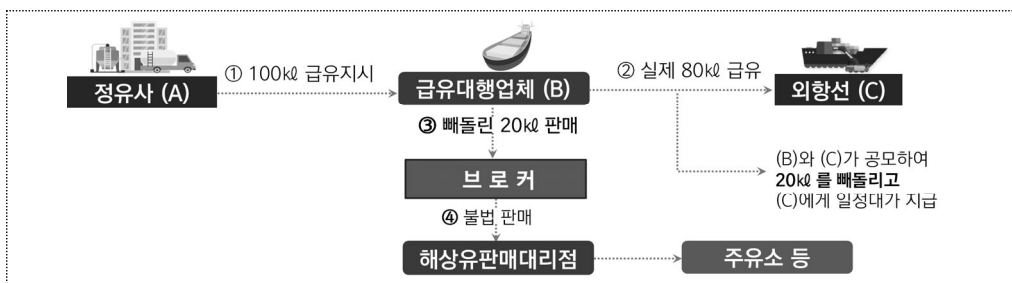 ① 100㎘ 급유지시
② 실제 80㎘ 급유
정유사 (A)
급유대행업체 (B)
외항선 (C)
③ 빼돌린 20㎘ 판매
(B)와 (C)가 공모하여
20㎘ 를 빼돌리고
(C)에게 일성대가 지급
브 로 커
④ 불법 판매
해상유판매대리점
주유소 등